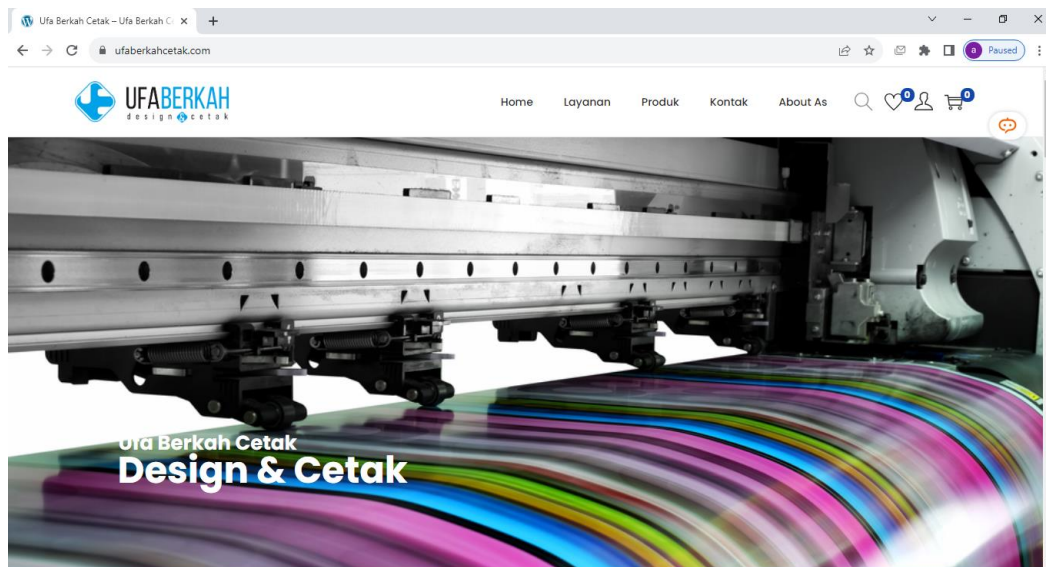 Ufa Berkah Cetak – Ufa Berkah C
ufaberkahcetak.com
a Paused
UFABERKAH
design & cetak
Home Layanan Produk Kontak About As
0 0
Ufa Berkah Cetak
Design & Cetak